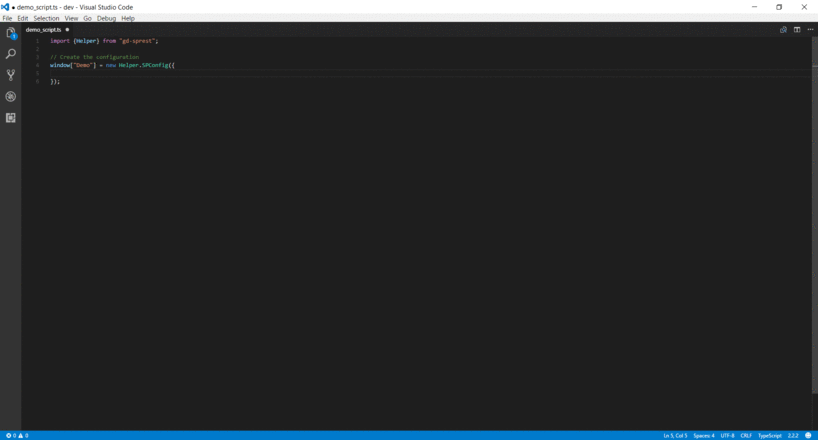 ● demo_script.ts - dev - Visual Studio Code
File Edit Selection View Go Debug Help
demo_script.ts ●
1 import {Helper} from "gd-sprest";
2
3 // Create the configuration
4 window["Demo"] = new Helper.SPConfig({
5
6 });
1
0 0 Ln 5, Col 5 Spaces: 4 UTF-8 CRLF TypeScript 2.2.2